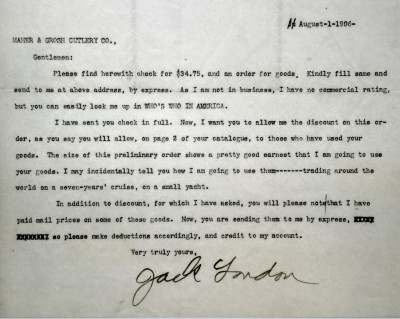 August-1-1906-
MAHER & GROSH CUTLERY CO.,
Gentlemen:
Please find herewith check for $34.75, and an order for goods. Kindly fill same and
send to me at above address, by express. As I am not in business, I have no commercial rating,
but you can easily look me up in WHO'S WHO IN AMERICA.
I have sent you check in full. Now, I want you to allow me the discount on this or-
der, as you say you will allow, on page 2 of your catalogue, to those who have used your
goods. The size of this preliminary order shows a pretty good earnest that I am going to use
your goods. I may incidentally tell you how I am going to use them-------trading around the
world on a seven-years' cruise, on a small yacht.
In addition to discount, for which I have asked, you will please note that I have
paid mail prices on some of these goods. Now, you are sending them to me by express,
so please make deductions accordingly, and credit to my account.
Very truly yours,
Jack London